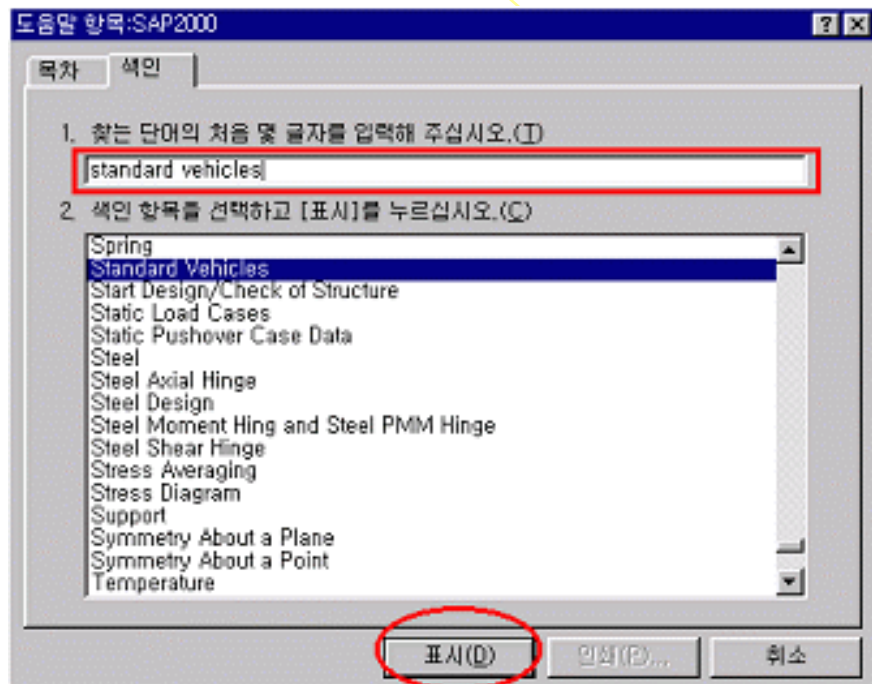 도움말 항목:SAP2000
목차 색인
1. 찾는 단어의 처음 몇 글자를 입력해 주십시오.(T)
standard vehicles
2. 색인 항목을 선택하고 [표시]를 누르십시오.(C)
Spring
Standard Vehicles
Start Design/Check of Structure
Static Load Cases
Static Pushover Case Data
Steel
Steel Axial Hinge
Steel Design
Steel Moment Hing and Steel PMM Hinge
Steel Shear Hinge
Stress Averaging
Stress Diagram
Support
Symmetry About a Plane
Symmetry About a Point
Temperature
표시(D) 인쇄(P)... 취소